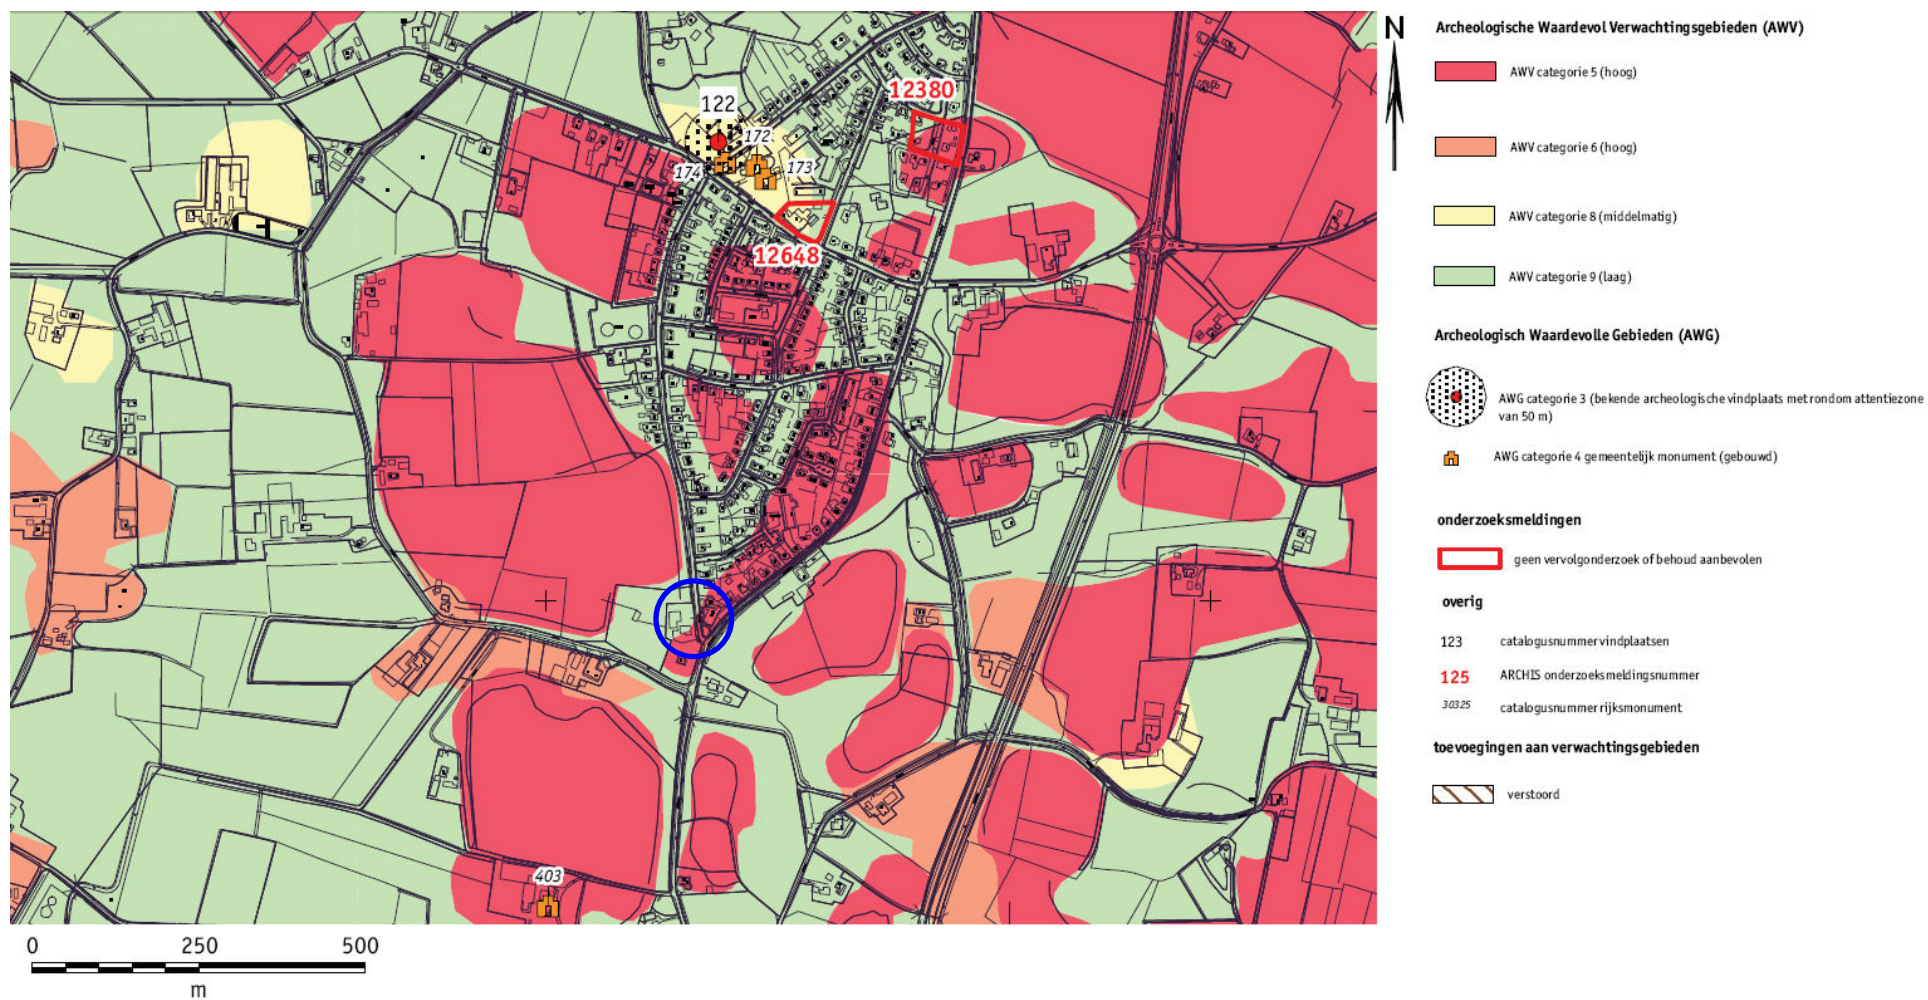 12380
122
172
174
173
12648
403
0 250 500
m
N
Archeologische Waardevol Verwachtingsgebieden (AWV)
AWV categorie 5 (hoog)
AWV categorie 6 (hoog)
AWV categorie 8 (middelmatig)
AWV categorie 9 (laag)
Archeologisch Waardevolle Gebieden (AWG)
AWG categorie 3 (bekende archeologische vindplaats met rondom attentiezone
van 50 m)
AWG categorie 4 gemeentelijk monument (gebouwd)
onderzoeksmeldingen
geen vervolgonderzoek of behoud aanbevolen
overig
123 catalogusnummer vindplaatsen
125 ARCHIS onderzoeksmeldingsnummer
30325 catalogusnummer rijksmonument
toevoegingen aan verwachtingsgebieden
verstoord